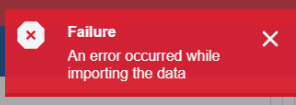 Failure
An error occurred while
importing the data